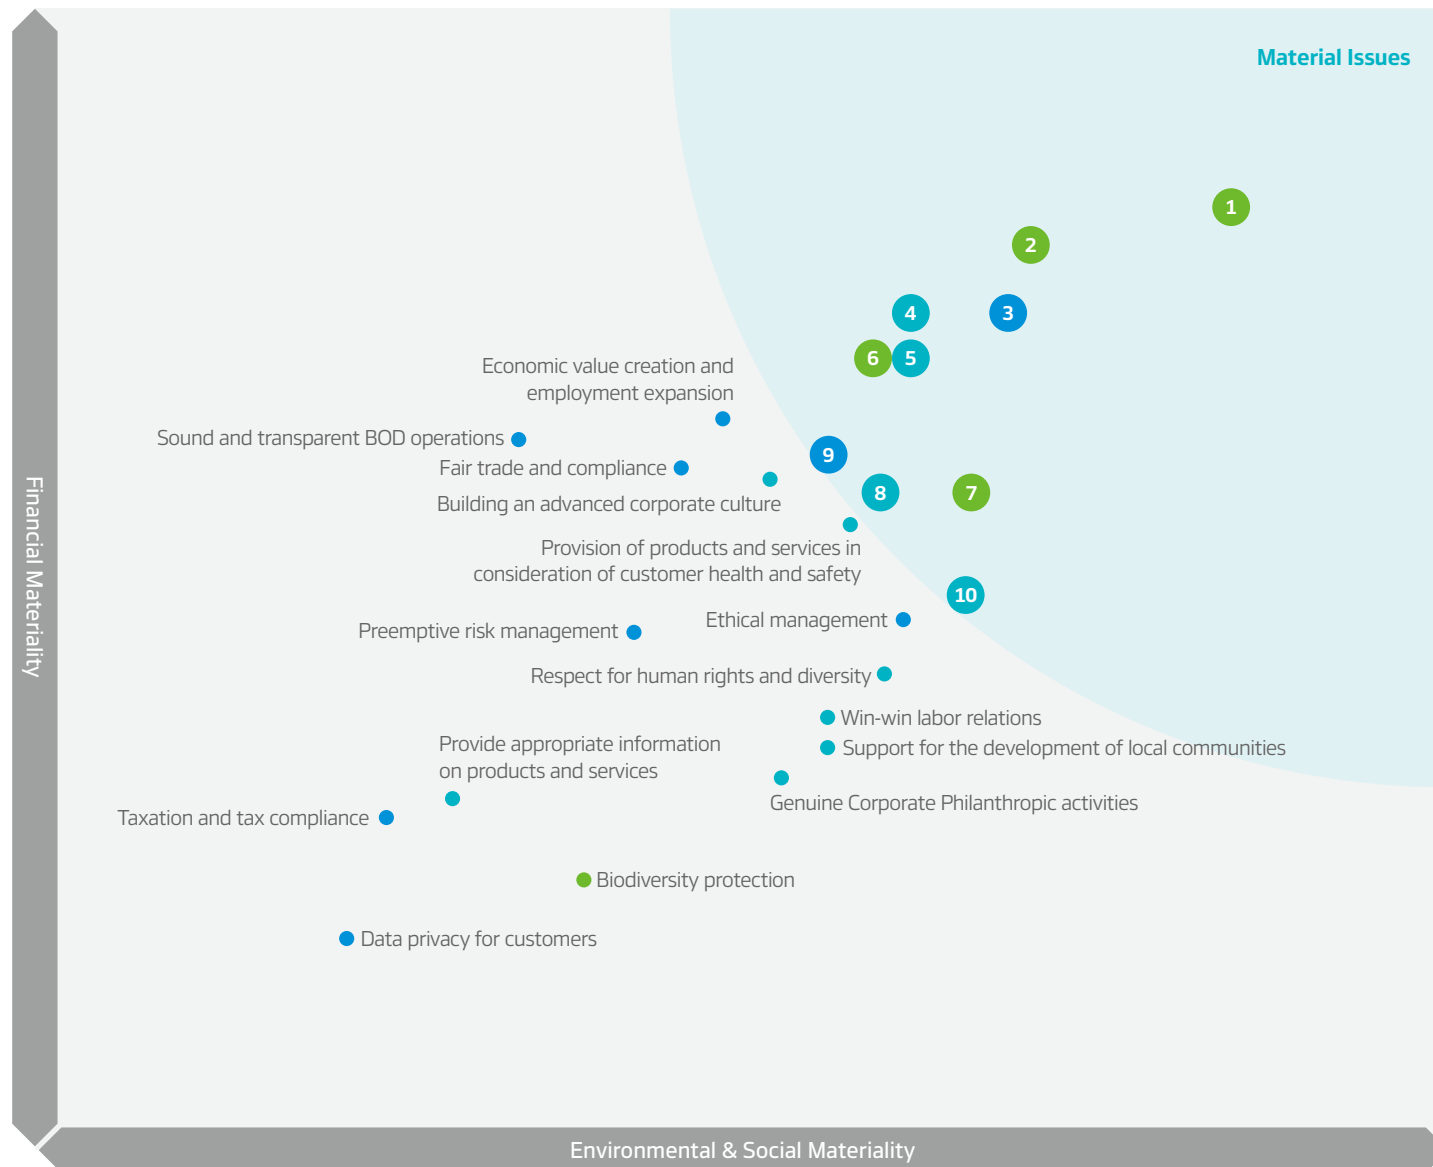 Material Issues
1
2
4
3
6
5
Economic value creation and
employment expansion
Sound and transparent BOD operations
9
Fair trade and compliance
Building an advanced corporate culture
8
7
Provision of products and services in
consideration of customer health and safety
10
Ethical management
Preemptive risk management
Respect for human rights and diversity
Win-win labor relations
Support for the development of local communities
Provide appropriate information
on products and services
Genuine Corporate Philanthropic activities
Taxation and tax compliance
Biodiversity protection
Data privacy for customers
Financial Materiality
Environmental & Social Materiality